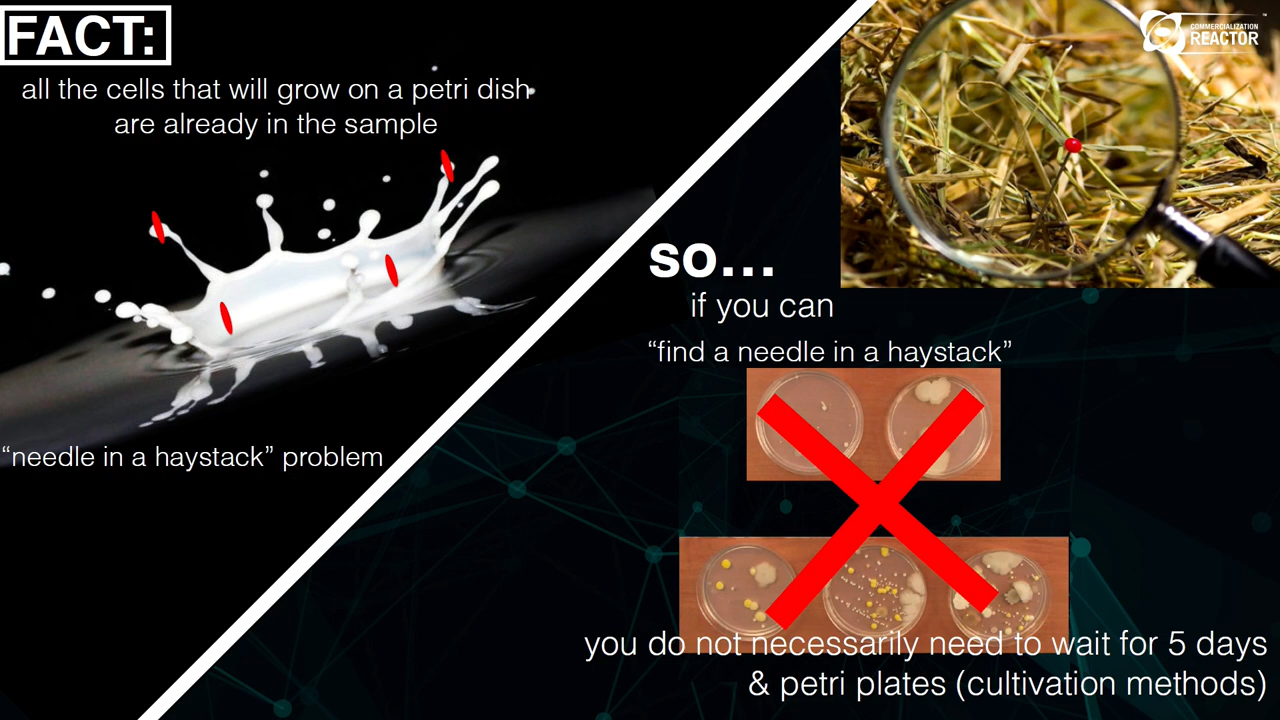 FACT:
all the cells that will grow on a petri dish
are already in the sample
"needle in a haystack" problem
COMMERCIALIZATION
REACTOR
™
so...
if you can
“find a needle in a haystack”
you do not necessarily need to wait for 5 days
& petri plates (cultivation methods)